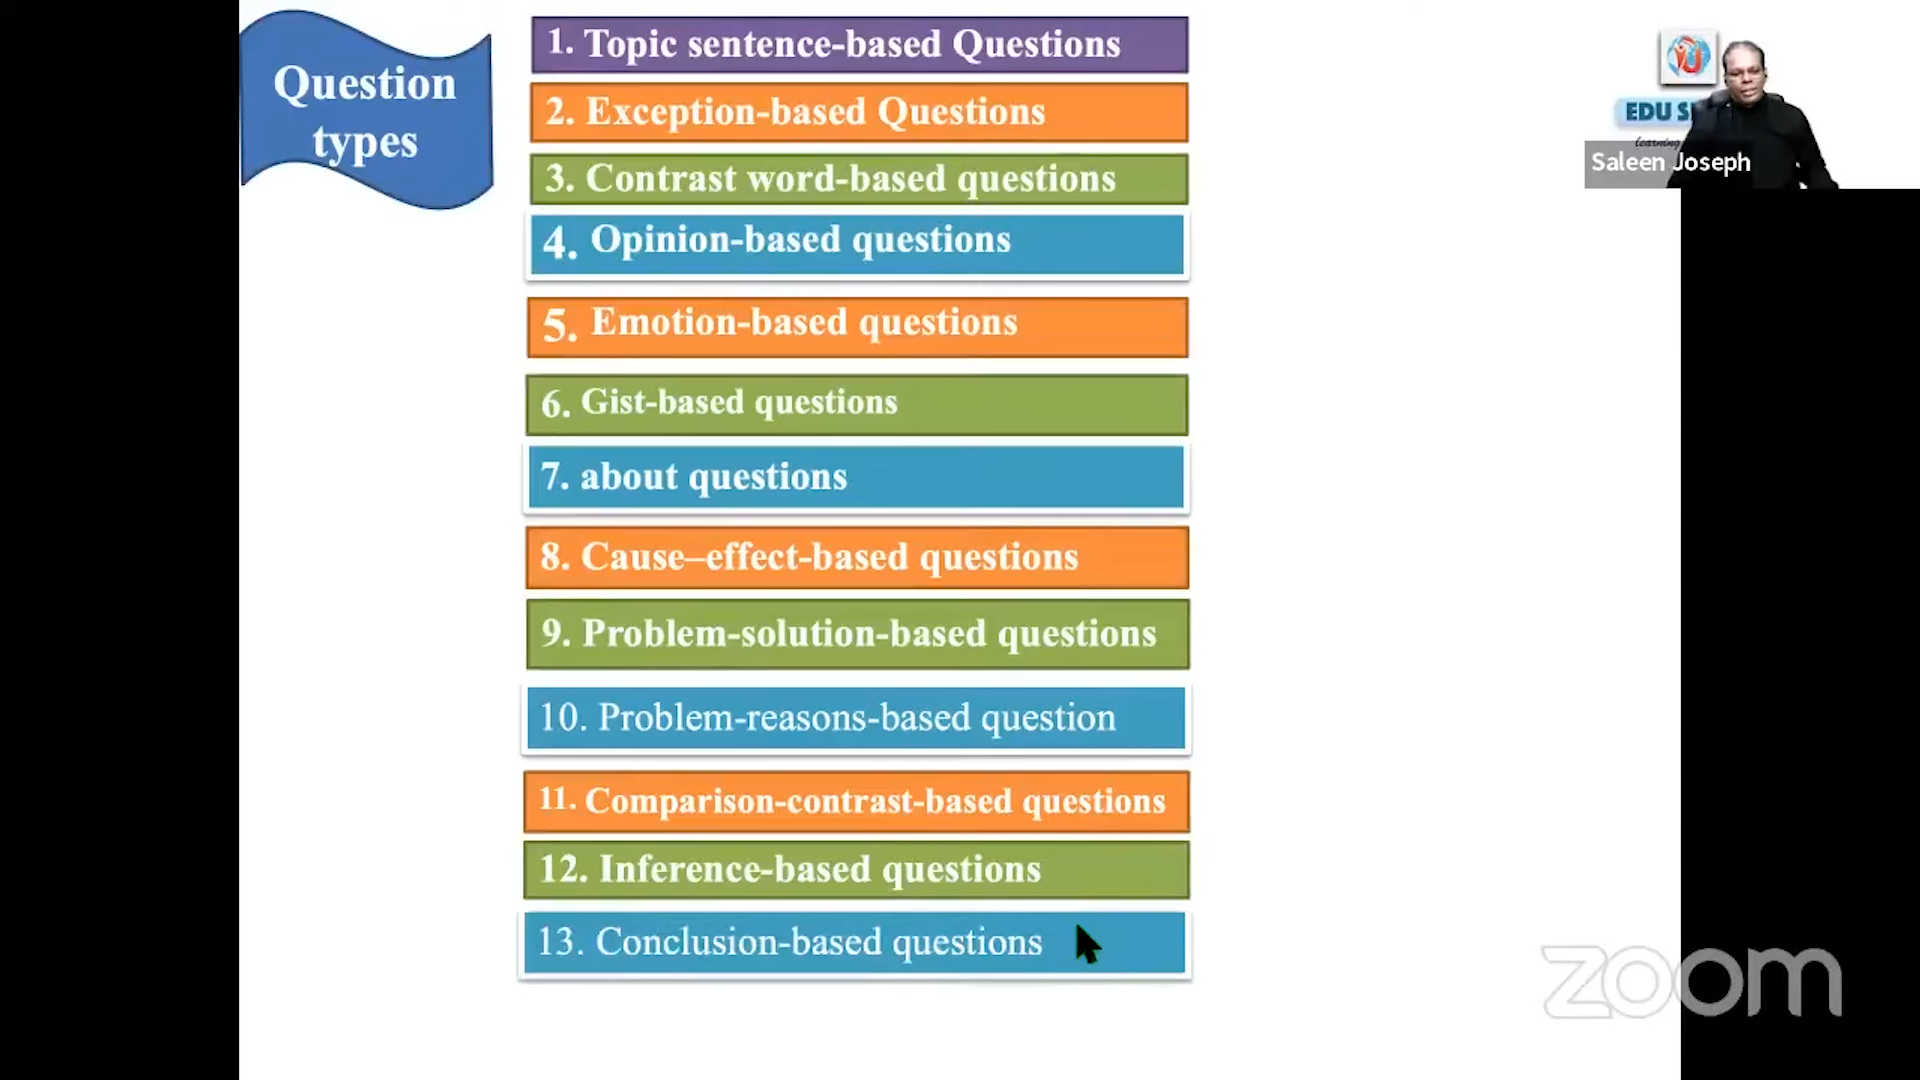 Question
types
1. Topic sentence-based Questions
2. Exception-based Questions
3. Contrast word-based questions
4. Opinion-based questions
5. Emotion-based questions
6. Gist-based questions
7. about questions
8. Cause–effect-based questions
9. Problem-solution-based questions
10. Problem-reasons-based question
11. Comparison-contrast-based questions
12. Inference-based questions
13. Conclusion-based questions
EDU
learning
Saleen Joseph
zoom